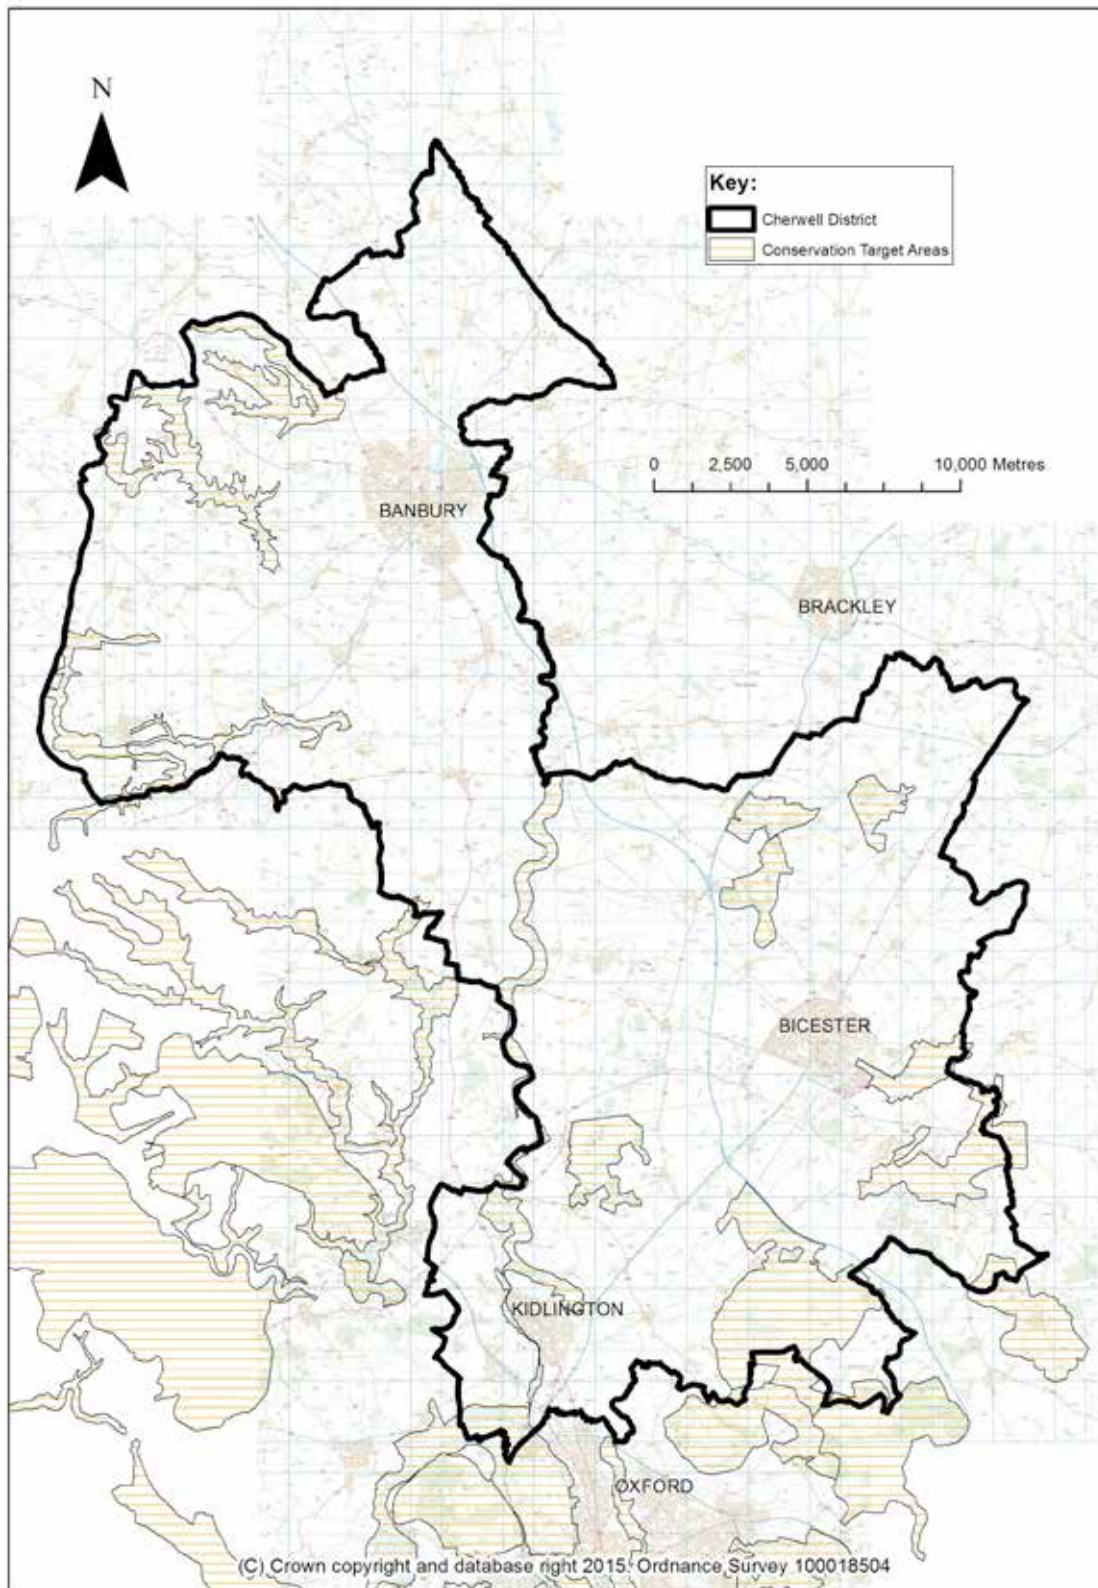 N
Key:
Cherwell District
Conservation Target Areas
0 2,500 5,000 10,000 Metres
BANBURY
BRACKLEY
BICESTER
KIDLINGTON
OXFORD
(C) Crown copyright and database right 2015. Ordnance Survey 100018504